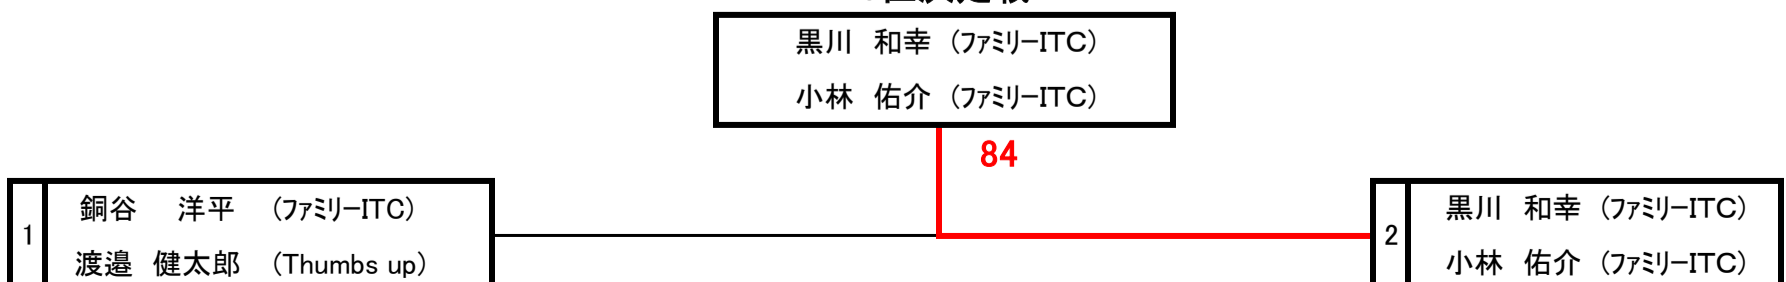 黒川　和幸（ﾌｧﾐﾘｰITC）
小林　佑介（ﾌｧﾐﾘｰITC）
84
1
銅谷　洋平　（ﾌｧﾐﾘｰITC）
渡邉　健太郎　（Thumbs up）
2
黒川　和幸（ﾌｧﾐﾘｰITC）
小林　佑介（ﾌｧﾐﾘｰITC）